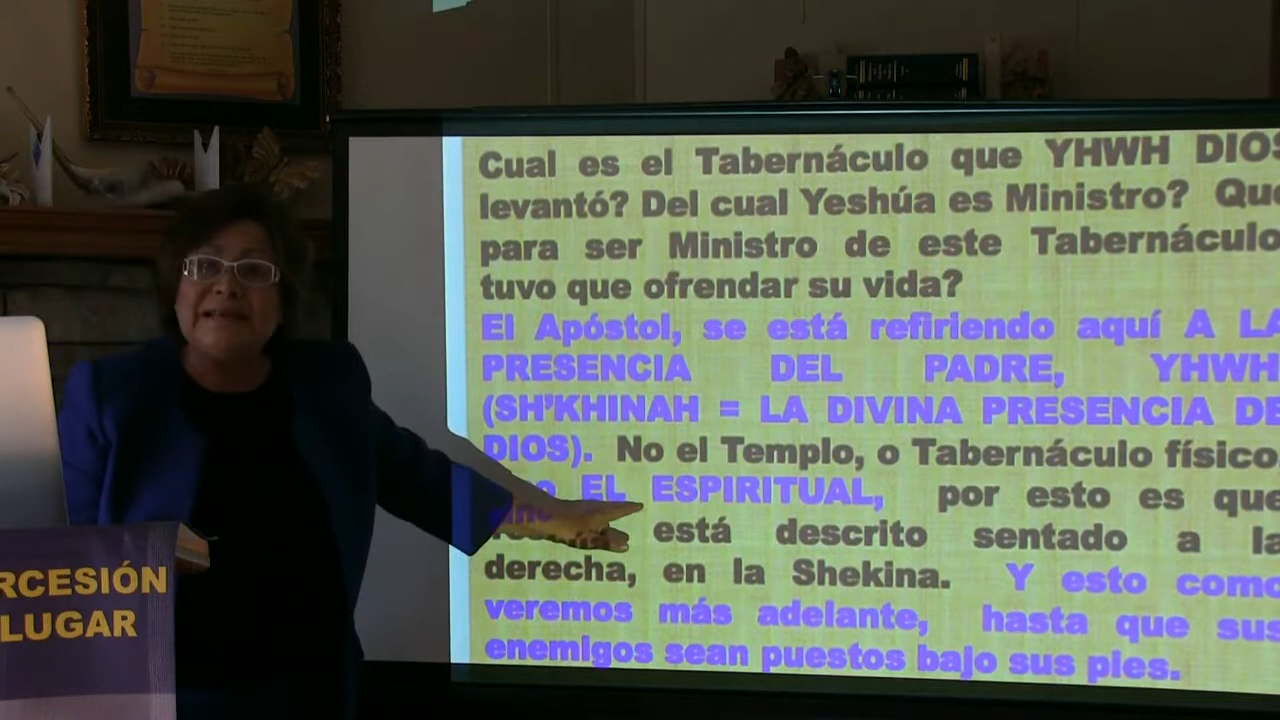 Cual es el Tabernáculo que YHWH DIOS
levantó? Del cual Yeshúa es Ministro? Que
para ser Ministro de este Tabernáculo
tuvo que ofrendar su vida?
El Apóstol, se está refiriendo aquí A LA
PRESENCIA DEL PADRE, YHWH
(SH'KHINAH = LA DIVINA PRESENCIA DE
DIOS). No el Templo, o Tabernáculo físico
EL ESPIRITUAL, por esto es que
está descrito sentado a la
derecha, en la Shekina. Y esto como
veremos más adelante, hasta que sus
enemigos sean puestos bajo sus pies.
RCESIÓN
LUGAR